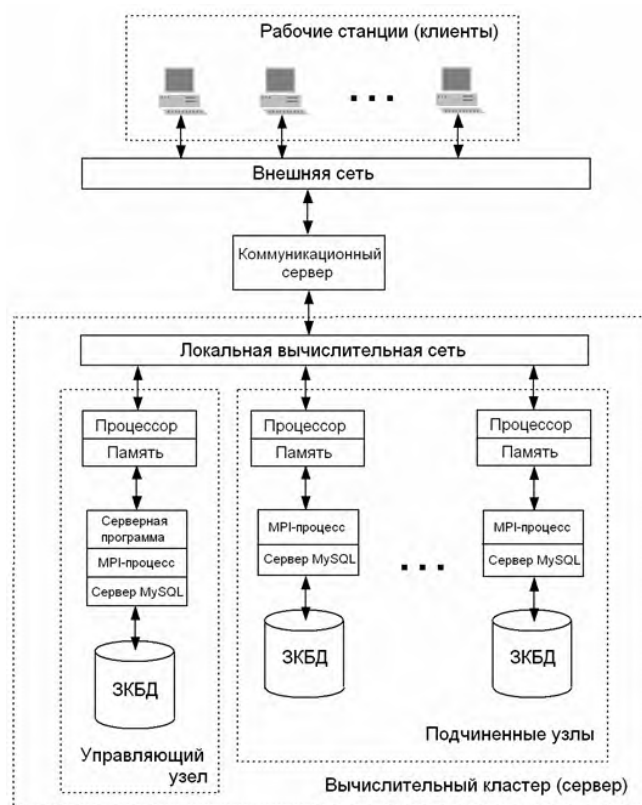 Рабочие станции (клиенты)
Внешняя сеть
Коммуникационный
сервер
Локальная вычислительная сеть
Процессор
Память
Процессор
Память
Процессор
Память
Серверная
программа
MPI-процесс
Сервер MySQL
MPI-процесс
Сервер MySQL
MPI-процесс
Сервер MySQL
ЗКБД
ЗКБД
ЗКБД
Управляющий
узел
Подчиненные узлы
Вычислительный кластер (сервер)